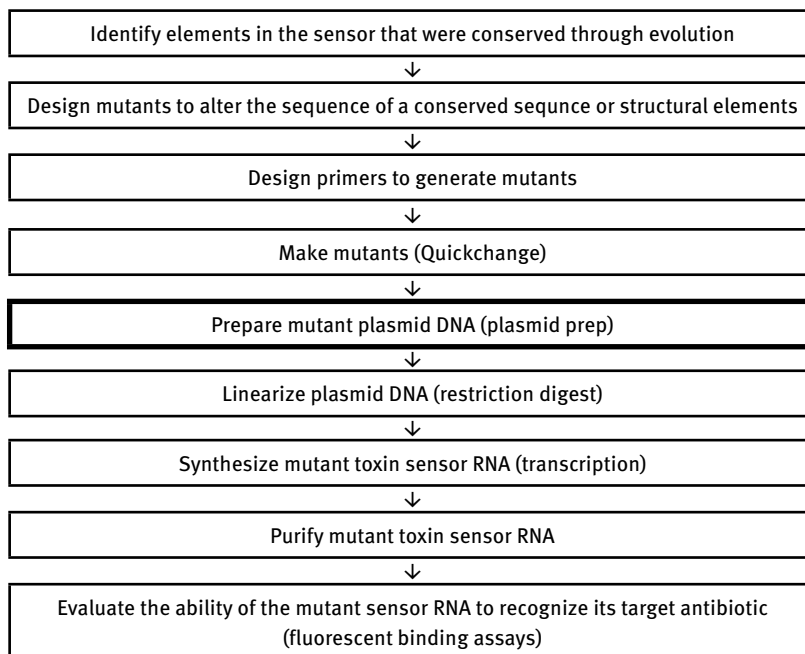 Identify elements in the sensor that were conserved through evolution
↓
Design mutants to alter the sequence of a conserved sequnce or structural elements
↓
Design primers to generate mutants
↓
Make mutants (Quickchange)
↓
Prepare mutant plasmid DNA (plasmid prep)
↓
Linearize plasmid DNA (restriction digest)
↓
Synthesize mutant toxin sensor RNA (transcription)
↓
Purify mutant toxin sensor RNA
↓
Evaluate the ability of the mutant sensor RNA to recognize its target antibiotic
(fluorescent binding assays)